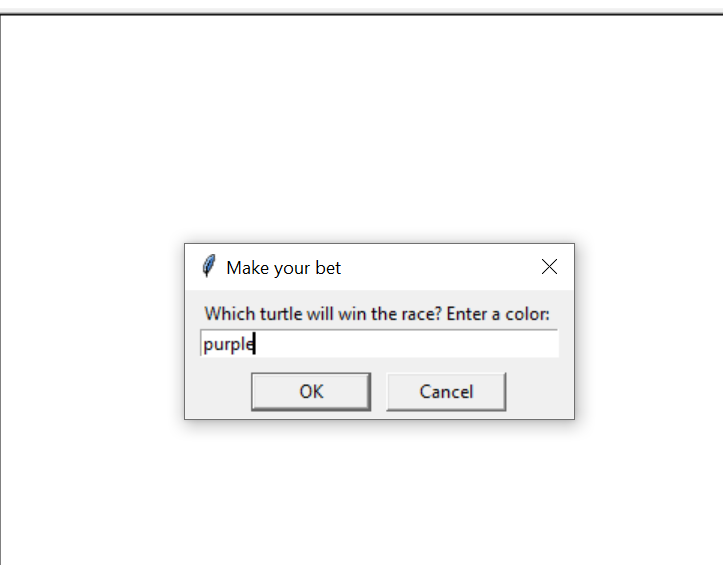 Make your bet
Which turtle will win the race? Enter a color:
purple
OK
Cancel